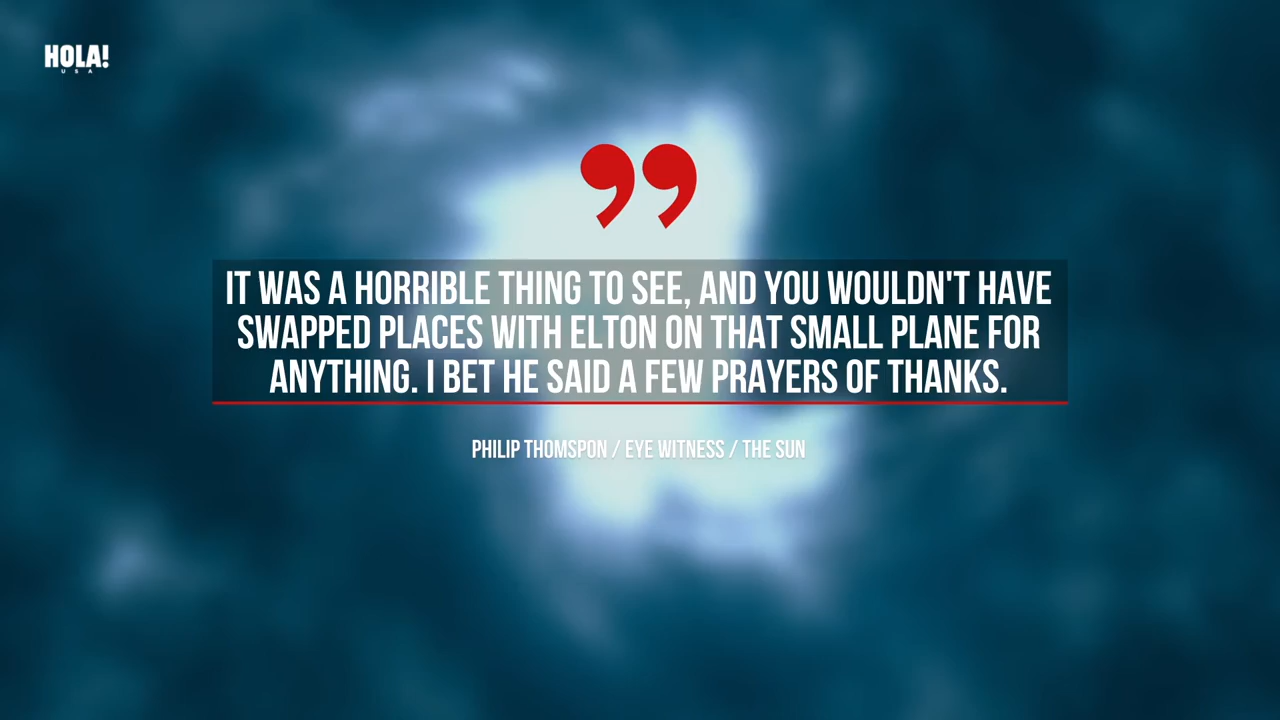 HOLA!
USA
”
IT WAS A HORRIBLE THING TO SEE, AND YOU WOULDN'T HAVE
SWAPPED PLACES WITH ELTON ON THAT SMALL PLANE FOR
ANYTHING. I BET HE SAID A FEW PRAYERS OF THANKS.
PHILIP THOMSPON / EYE WITNESS / THE SUN